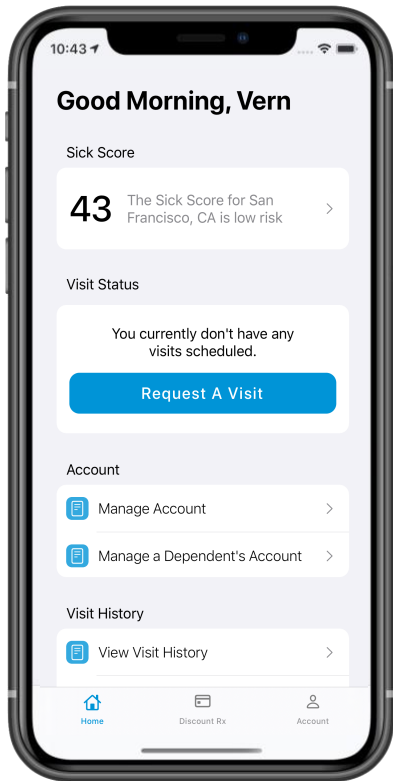 10:43
Good Morning, Vern
Sick Score
43
The Sick Score for San
Francisco, CA is low risk
Visit Status
You currently don't have any
visits scheduled.
Request A Visit
Account
Manage Account
Manage a Dependent's Account
Visit History
View Visit History
Home
Discount Rx
Account